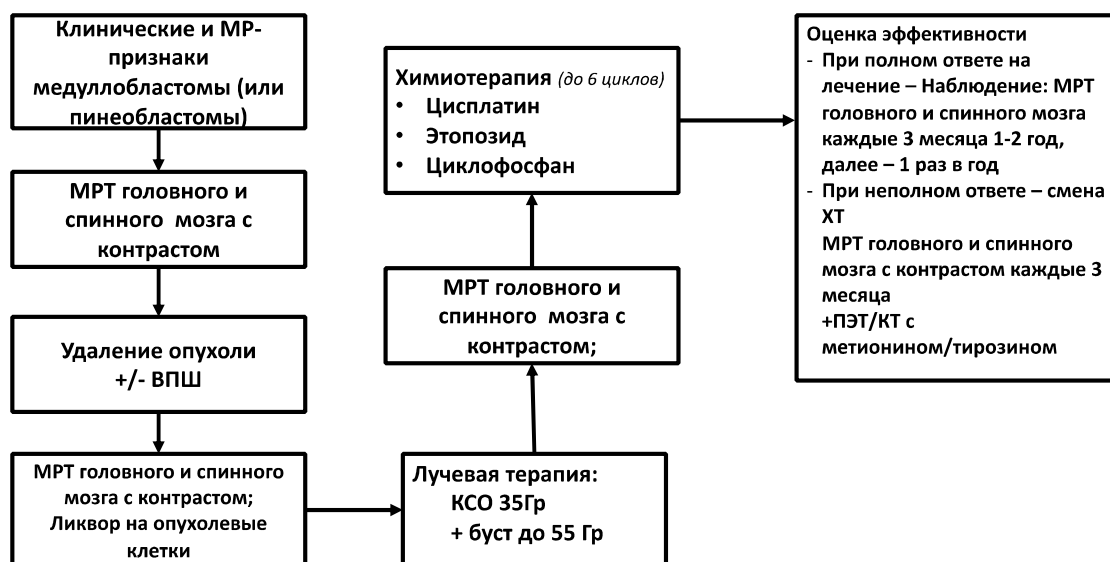 Клинические и МР-
признаки
медуллобластомы (или
пинеобластомы)
МРТ головного и
спинного мозга с
контрастом
Удаление опухоли
+/- ВПШ
МРТ головного и спинного
мозга с контрастом;
Ликвор на опухолевые
клетки
Лучевая терапия:
КСО 35Гр
+ буст до 55 Гр
МРТ головного и
спинного мозга с
контрастом;
Химиотерапия (до 6 циклов)
• Цисплатин
• Этопозид
• Циклофосфан
Оценка эффективности
- При полном ответе на
лечение – Наблюдение: МРТ
головного и спинного мозга
каждые 3 месяца 1-2 год,
далее – 1 раз в год
- При неполном ответе – смена
ХТ
МРТ головного и спинного
мозга с контрастом каждые 3
месяца
+ПЭТ/КТ с
метионином/тирозином